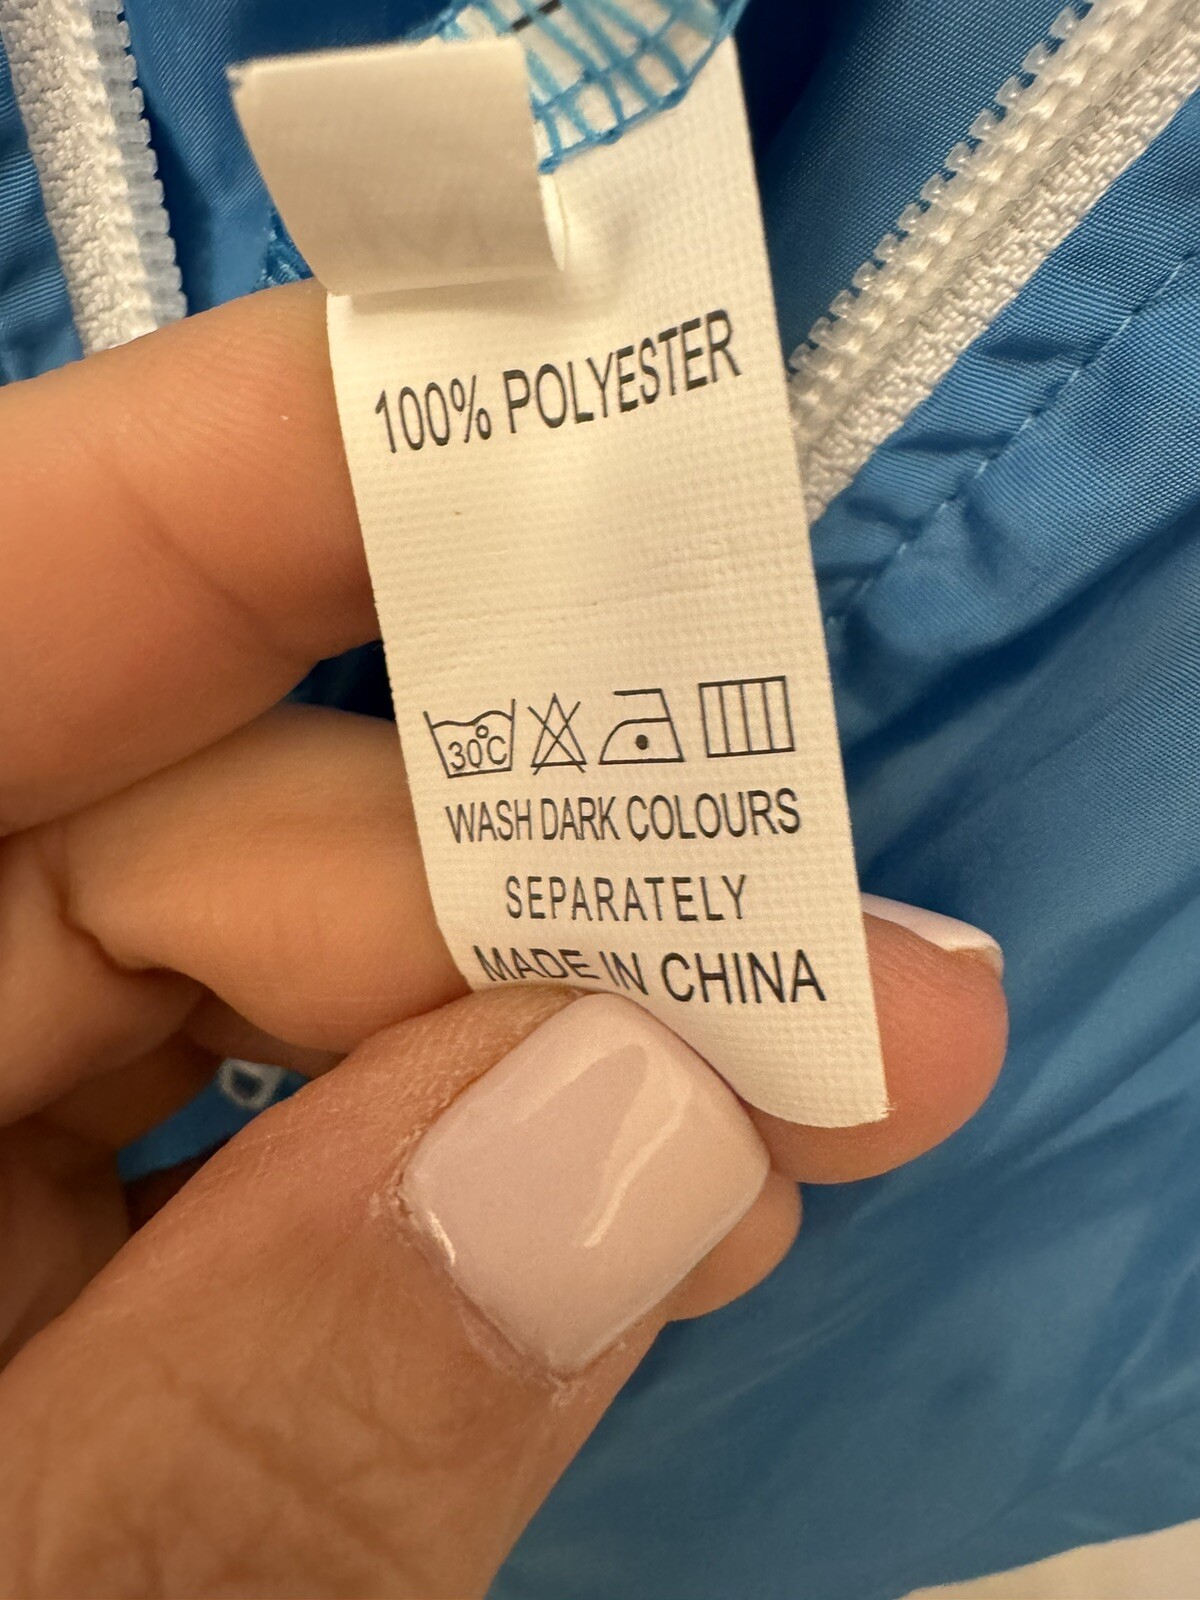 100% POLYESTER
30°C
WASH DARK COLOURS
SEPARATELY
MADE IN CHINA